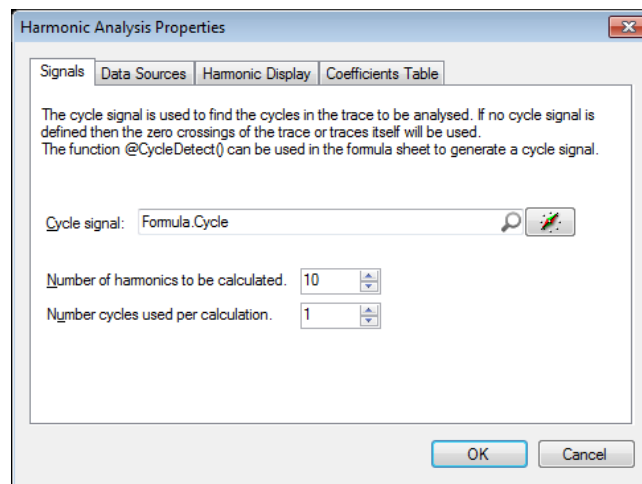 Harmonic Analysis Properties
Signals Data Sources Harmonic Display Coefficients Table
The cycle signal is used to find the cycles in the trace to be analysed. If no cycle signal is
defined then the zero crossings of the trace or traces itself will be used.
The function @CycleDetect() can be used in the formula sheet to generate a cycle signal.
Cycle signal: Formula.Cycle
Number of harmonics to be calculated. 10
Number cycles used per calculation. 1
OK Cancel